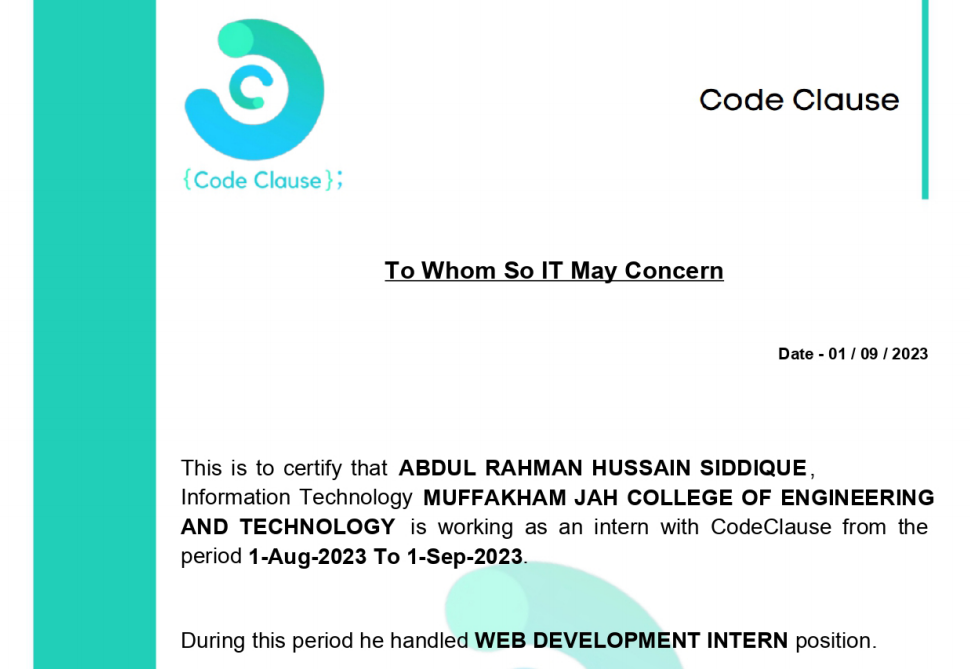 {Code Clause};
Code Clause
To Whom So IT May Concern
Date - 01 / 09 / 2023
This is to certify that ABDUL RAHMAN HUSSAIN SIDDIQUE,
Information Technology MUFFAKHAM JAH COLLEGE OF ENGINEERING
AND TECHNOLOGY is working as an intern with CodeClause from the
period 1-Aug-2023 To 1-Sep-2023.
During this period he handled WEB DEVELOPMENT INTERN position.